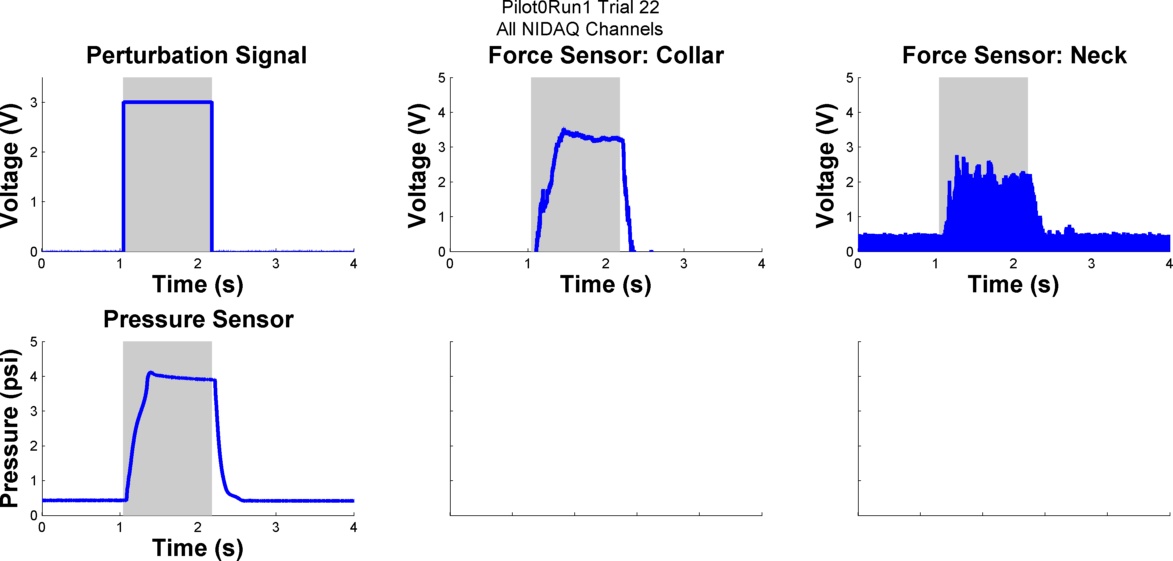 Pilot0Run1 Trial 22
All NIDAQ Channels
Perturbation Signal
Voltage (V)
3
2
1
0
0 1 2 3 4
Time (s)
Force Sensor: Collar
Voltage (V)
5
4
3
2
1
0
0 1 2 3 4
Time (s)
Force Sensor: Neck
Voltage (V)
5
4
3
2
1
0
0 1 2 3 4
Time (s)
Pressure Sensor
Pressure (psi)
5
4
3
2
1
0
0 1 2 3 4
Time (s)